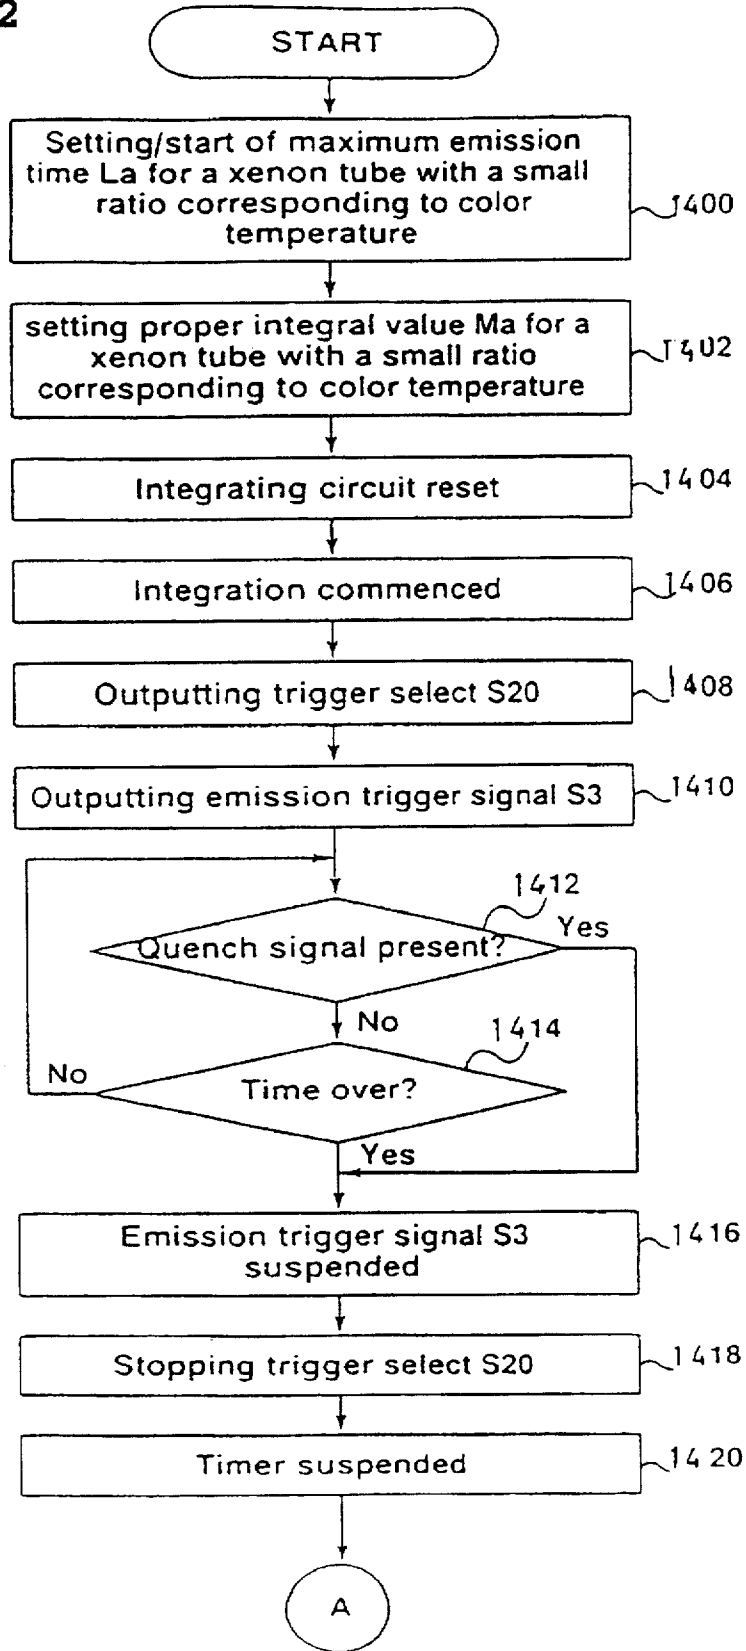 2
START
Setting/start of maximum emission
time La for a xenon tube with a small
ratio corresponding to color
temperature
1400
setting proper integral value Ma for a
xenon tube with a small ratio
corresponding to color temperature
1402
Integrating circuit reset
1404
Integration commenced
1406
Outputting trigger select S20
1408
Outputting emission trigger signal S3
1410
1412
Quench signal present?
Yes
No
1414
No
Time over?
Yes
Emission trigger signal S3
suspended
1416
Stopping trigger select S20
1418
Timer suspended
1420
A